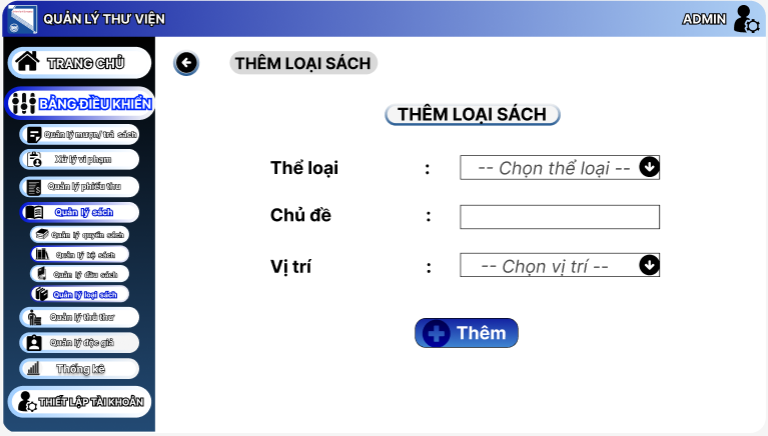 QUẢN LÝ THƯ VIỆN
ADMIN
TRANG CHỦ
BẢNG ĐIỀU KHIỂN
Quản lý mượn/ trả sách
Xử lý vi phạm
Quản lý phiếu thu
Quản lý sách
Quản lý quyển sách
Quản lý kệ sách
Quản lý đầu sách
Quản lý loại sách
Quản lý thủ thư
Quản lý độc giả
Thống kê
THIẾT LẬP TÀI KHOẢN
THÊM LOẠI SÁCH
THÊM LOẠI SÁCH
Thể loại : -- Chọn thể loại --
Chủ đề :
Vị trí : -- Chọn vị trí --
Thêm